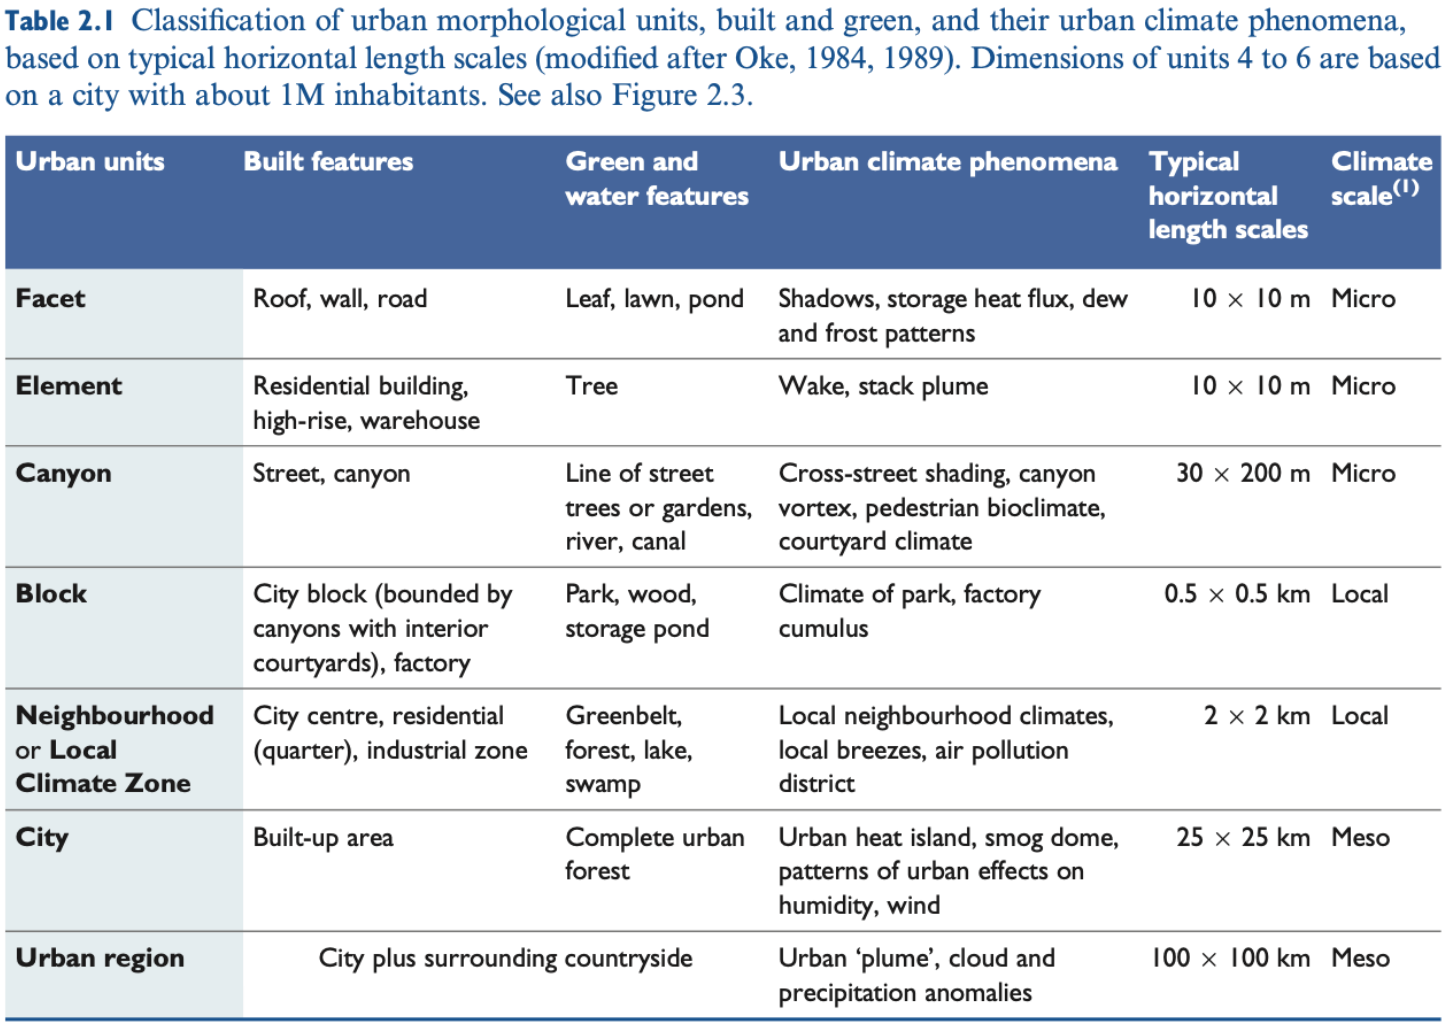 Table 2.1 Classification of urban morphological units, built and green, and their urban climate phenomena,
based on typical horizontal length scales (modified after Oke, 1984, 1989). Dimensions of units 4 to 6 are based
on a city with about 1M inhabitants. See also Figure 2.3.
Urban units Built features Green and water features Urban climate phenomena Typical horizontal length scales Climate scale(1)
Facet Roof, wall, road Leaf, lawn, pond Shadows, storage heat flux, dew and frost patterns 10 × 10 m Micro
Element Residential building, high-rise, warehouse Tree Wake, stack plume 10 × 10 m Micro
Canyon Street, canyon Line of street trees or gardens, river, canal Cross-street shading, canyon vortex, pedestrian bioclimate, courtyard climate 30 × 200 m Micro
Block City block (bounded by canyons with interior courtyards), factory Park, wood, storage pond Climate of park, factory cumulus 0.5 × 0.5 km Local
Neighbourhood or Local Climate Zone City centre, residential (quarter), industrial zone Greenbelt, forest, lake, swamp Local neighbourhood climates, local breezes, air pollution district 2 × 2 km Local
City Built-up area Complete urban forest Urban heat island, smog dome, patterns of urban effects on humidity, wind 25 × 25 km Meso
Urban region City plus surrounding countryside Urban ‘plume’, cloud and precipitation anomalies 100 × 100 km Meso